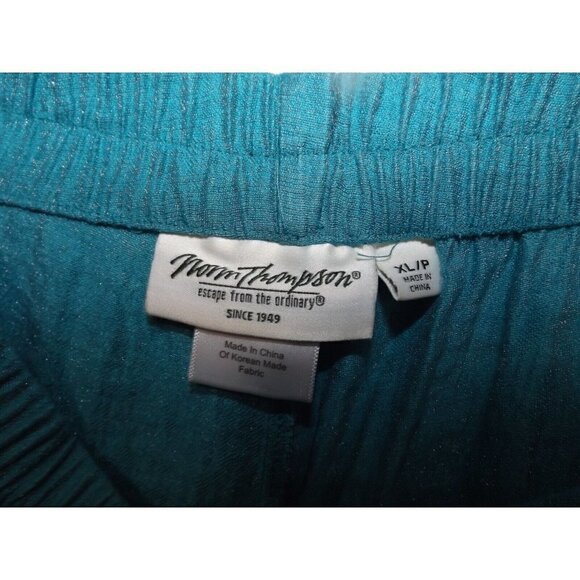 Norm Thompson®
escape from the ordinary®
SINCE 1949
XL/P
MADE IN
CHINA
Made In China
Of Korean Made
Fabric